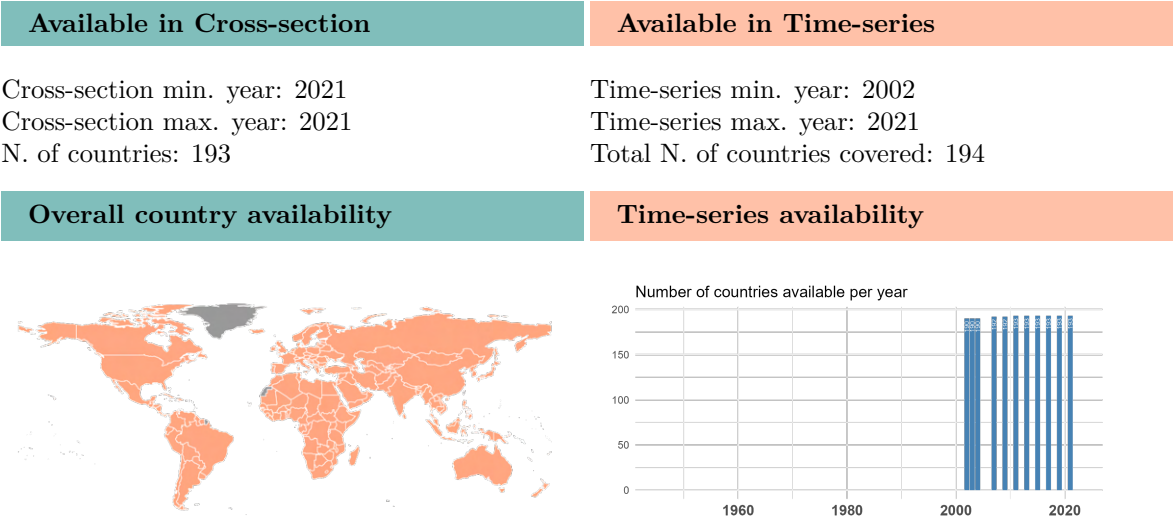 Available in Cross-section
Available in Time-series
Cross-section min. year: 2021
Cross-section max. year: 2021
N. of countries: 193
Time-series min. year: 2002
Time-series max. year: 2021
Total N. of countries covered: 194
Overall country availability
Time-series availability
Number of countries available per year
200
150
100
50
0
1960 1980 2000 2020